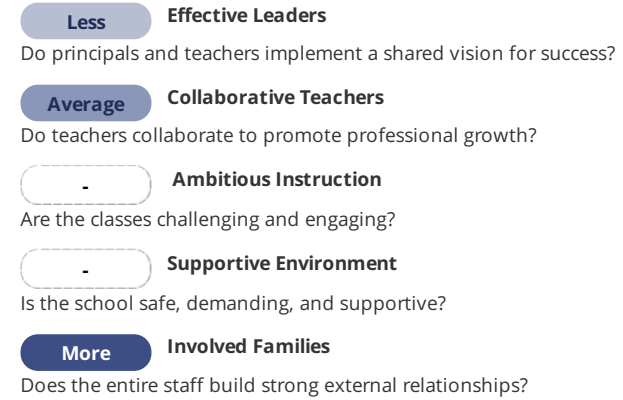 Less Effective Leaders
Do principals and teachers implement a shared vision for success?
Average Collaborative Teachers
Do teachers collaborate to promote professional growth?
- Ambitious Instruction
Are the classes challenging and engaging?
- Supportive Environment
Is the school safe, demanding, and supportive?
More Involved Families
Does the entire staff build strong external relationships?